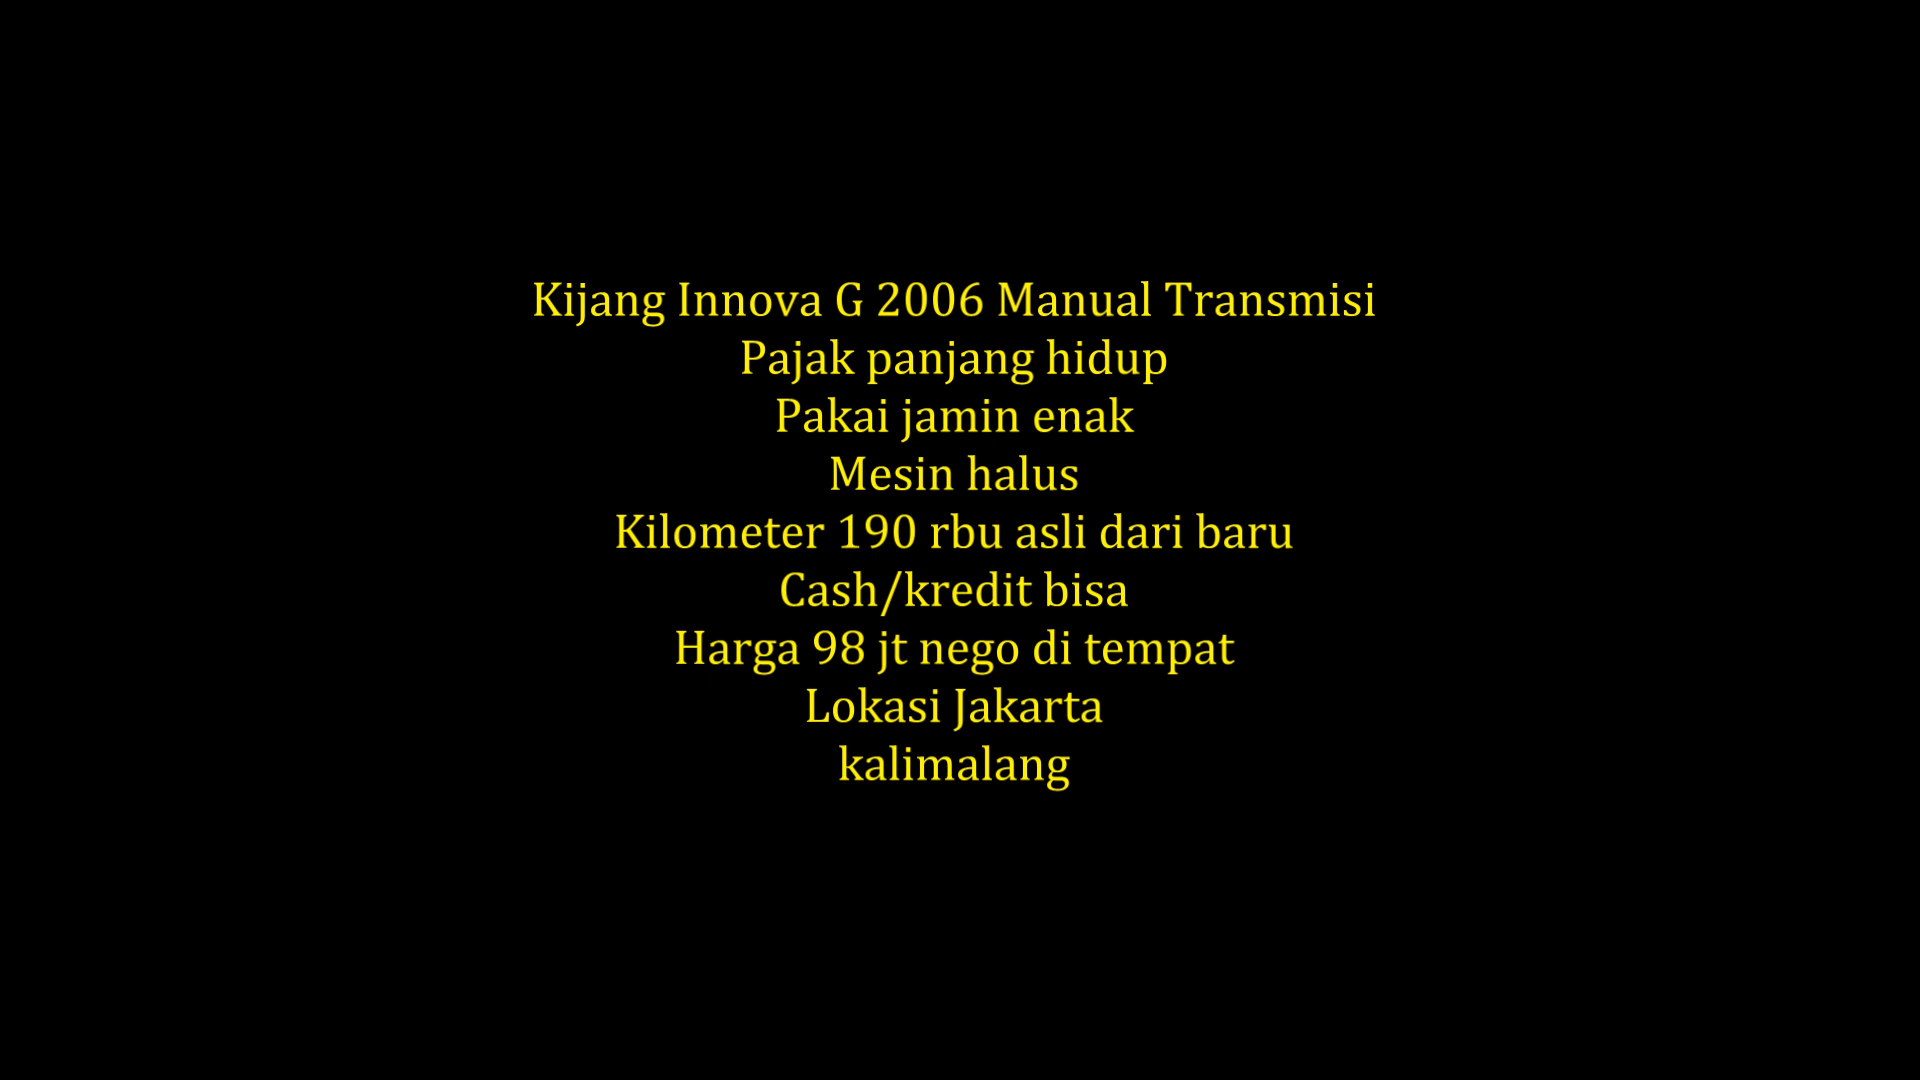 Kijang Innova G 2006 Manual Transmisi
Pajak panjang hidup
Pakai jamin enak
Mesin halus
Kilometer 190 rbu asli dari baru
Cash/kredit bisa
Harga 98 jt nego di tempat
Lokasi Jakarta
kalimalang